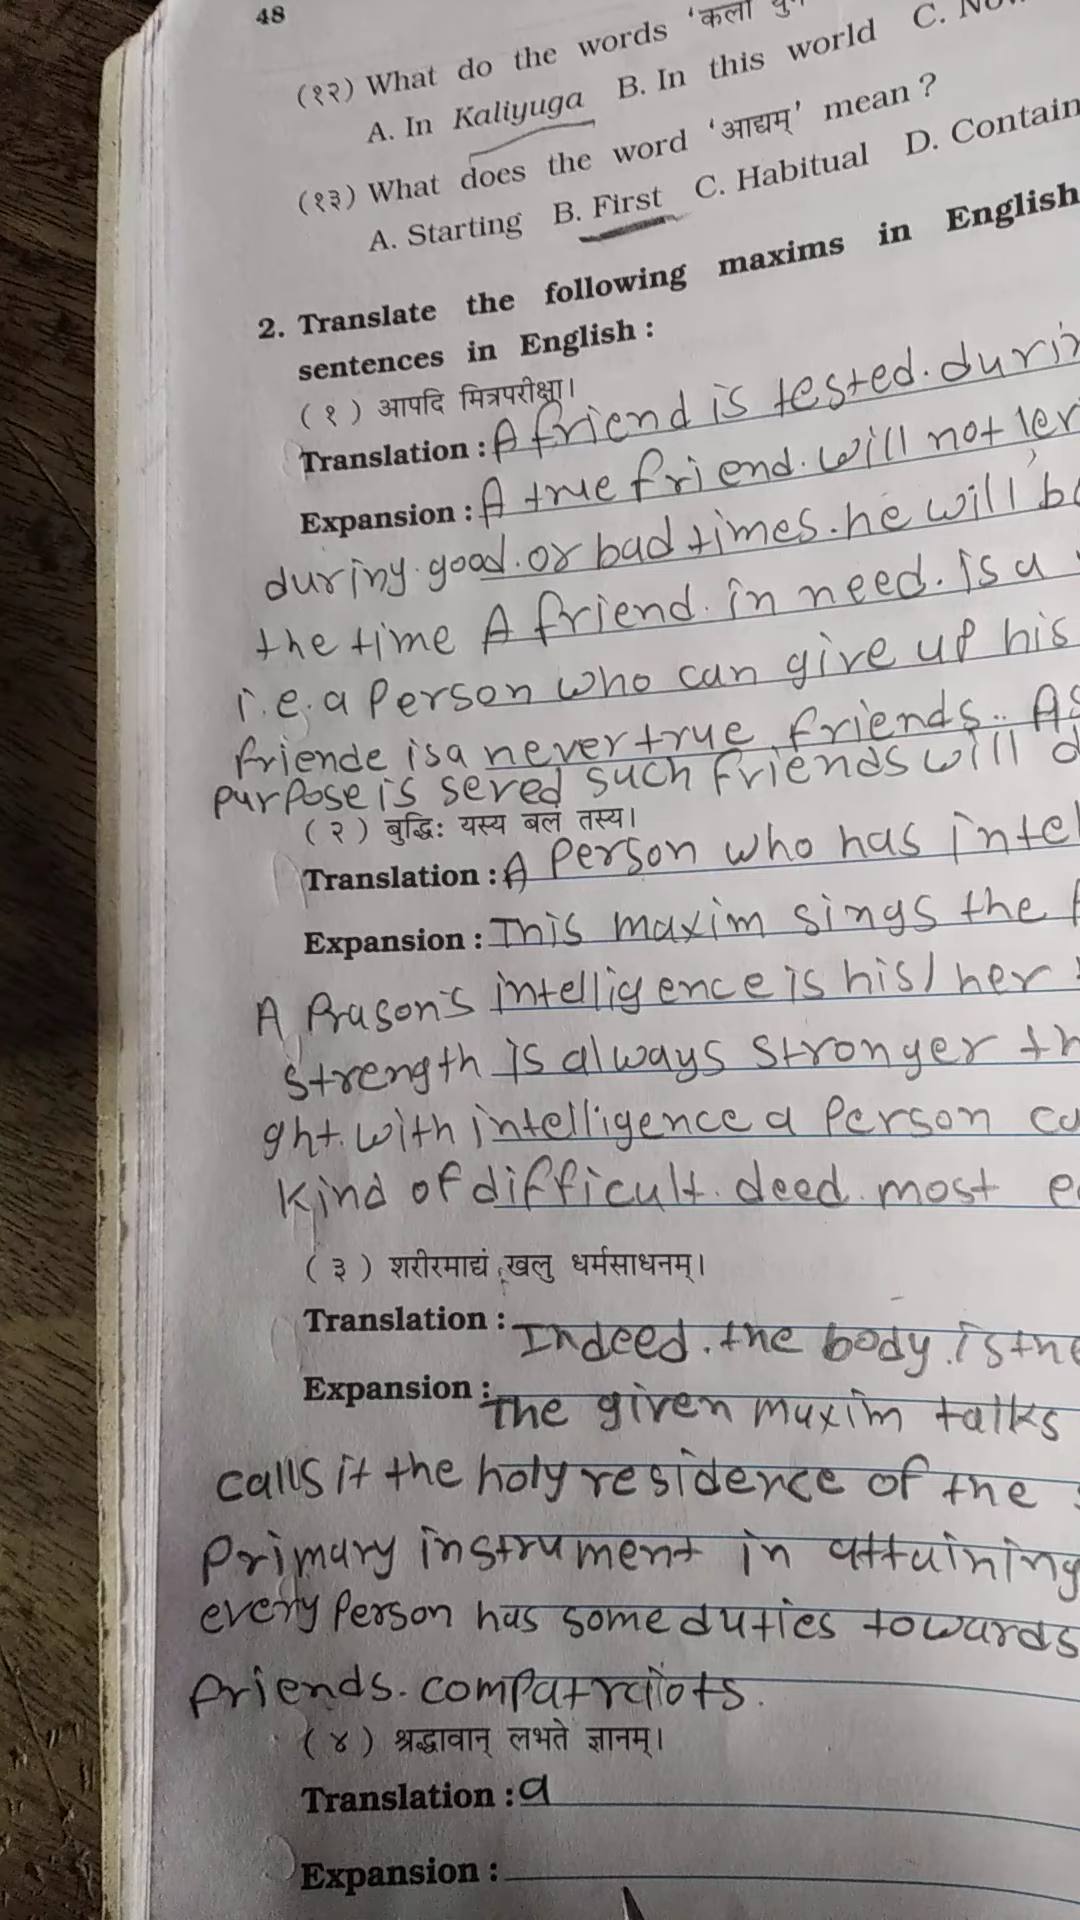 48
(१२) What do the words 'कलौ
A. In Kaliyuga B. In this world C.
(१३) What does the word 'आद्यम्' mean ?
A. Starting B. First C. Habitual D. Contain
2. Translate the following maxims in English
sentences in English :
(१) आपदि मित्रपरीक्षा।
Translation : A friend is tested. durin
Expansion : A true friend. will not
during. good. or bad times. he will
the time A friend. in need. is a
i.e. a Person who can give up his
friende is a never true friends.. As
purpose is sered such friends will
(२) बुद्धिः यस्य बलं तस्य।
Translation : A Person who has intel
Expansion : This maxim sings the
A Prason's intelligence is his/her
strength is always stronger th
ght. with intelligence a Person ca
Kind of difficult. deed. most e
(३) शरीरमाद्यं खलु धर्मसाधनम्।
Translation : Indeed. the body. is the
Expansion : the given maxim talks
calls it the holy residence of the
Primary instrument in attaining
every Person has some duties towards
friends. compatraiots.
(४) श्रद्धावान् लभते ज्ञानम्।
Translation : a
Expansion :